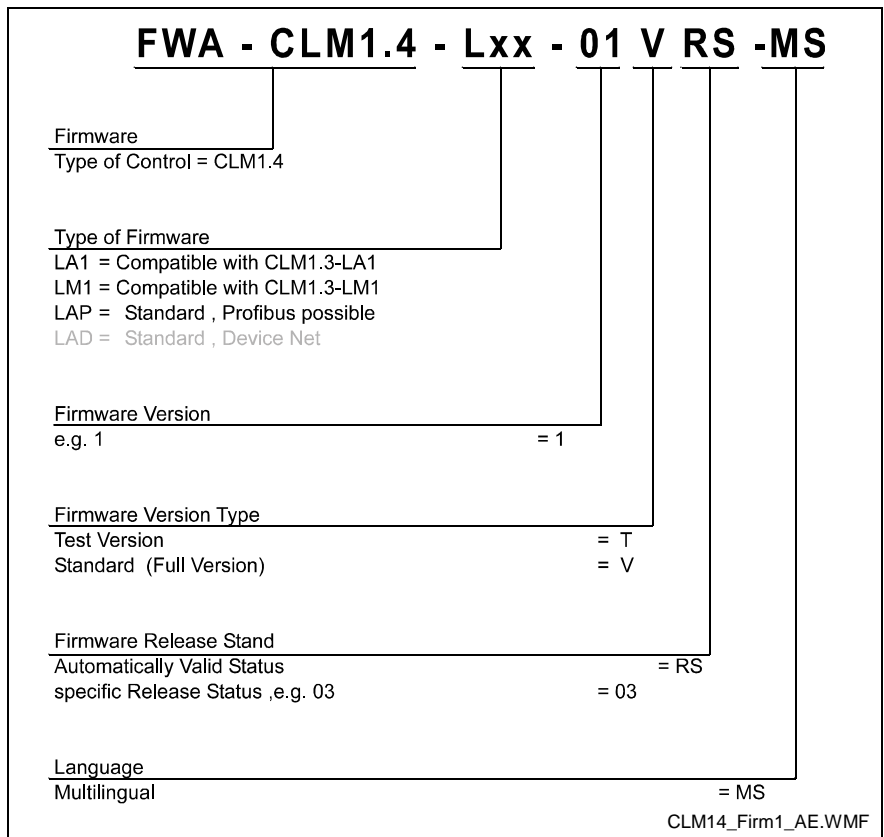 FWA - CLM1.4 - Lxx - 01 V RS -MS
Firmware
Type of Control = CLM1.4
Type of Firmware
LA1 = Compatible with CLM1.3-LA1
LM1 = Compatible with CLM1.3-LM1
LAP = Standard , Profibus possible
LAD = Standard , Device Net
Firmware Version
e.g. 1 = 1
Firmware Version Type
Test Version = T
Standard (Full Version) = V
Firmware Release Stand
Automatically Valid Status = RS
specific Release Status ,e.g. 03 = 03
Language
Multilingual = MS
CLM14_Firm1_AE.WMF